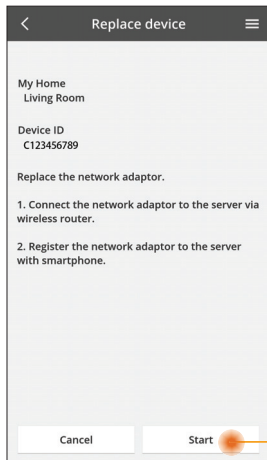 Replace device
My Home
Living Room
Device ID
C123456789
Replace the network adaptor.
1. Connect the network adaptor to the server via
wireless router.
2. Register the network adaptor to the server
with smartphone.
Cancel Start